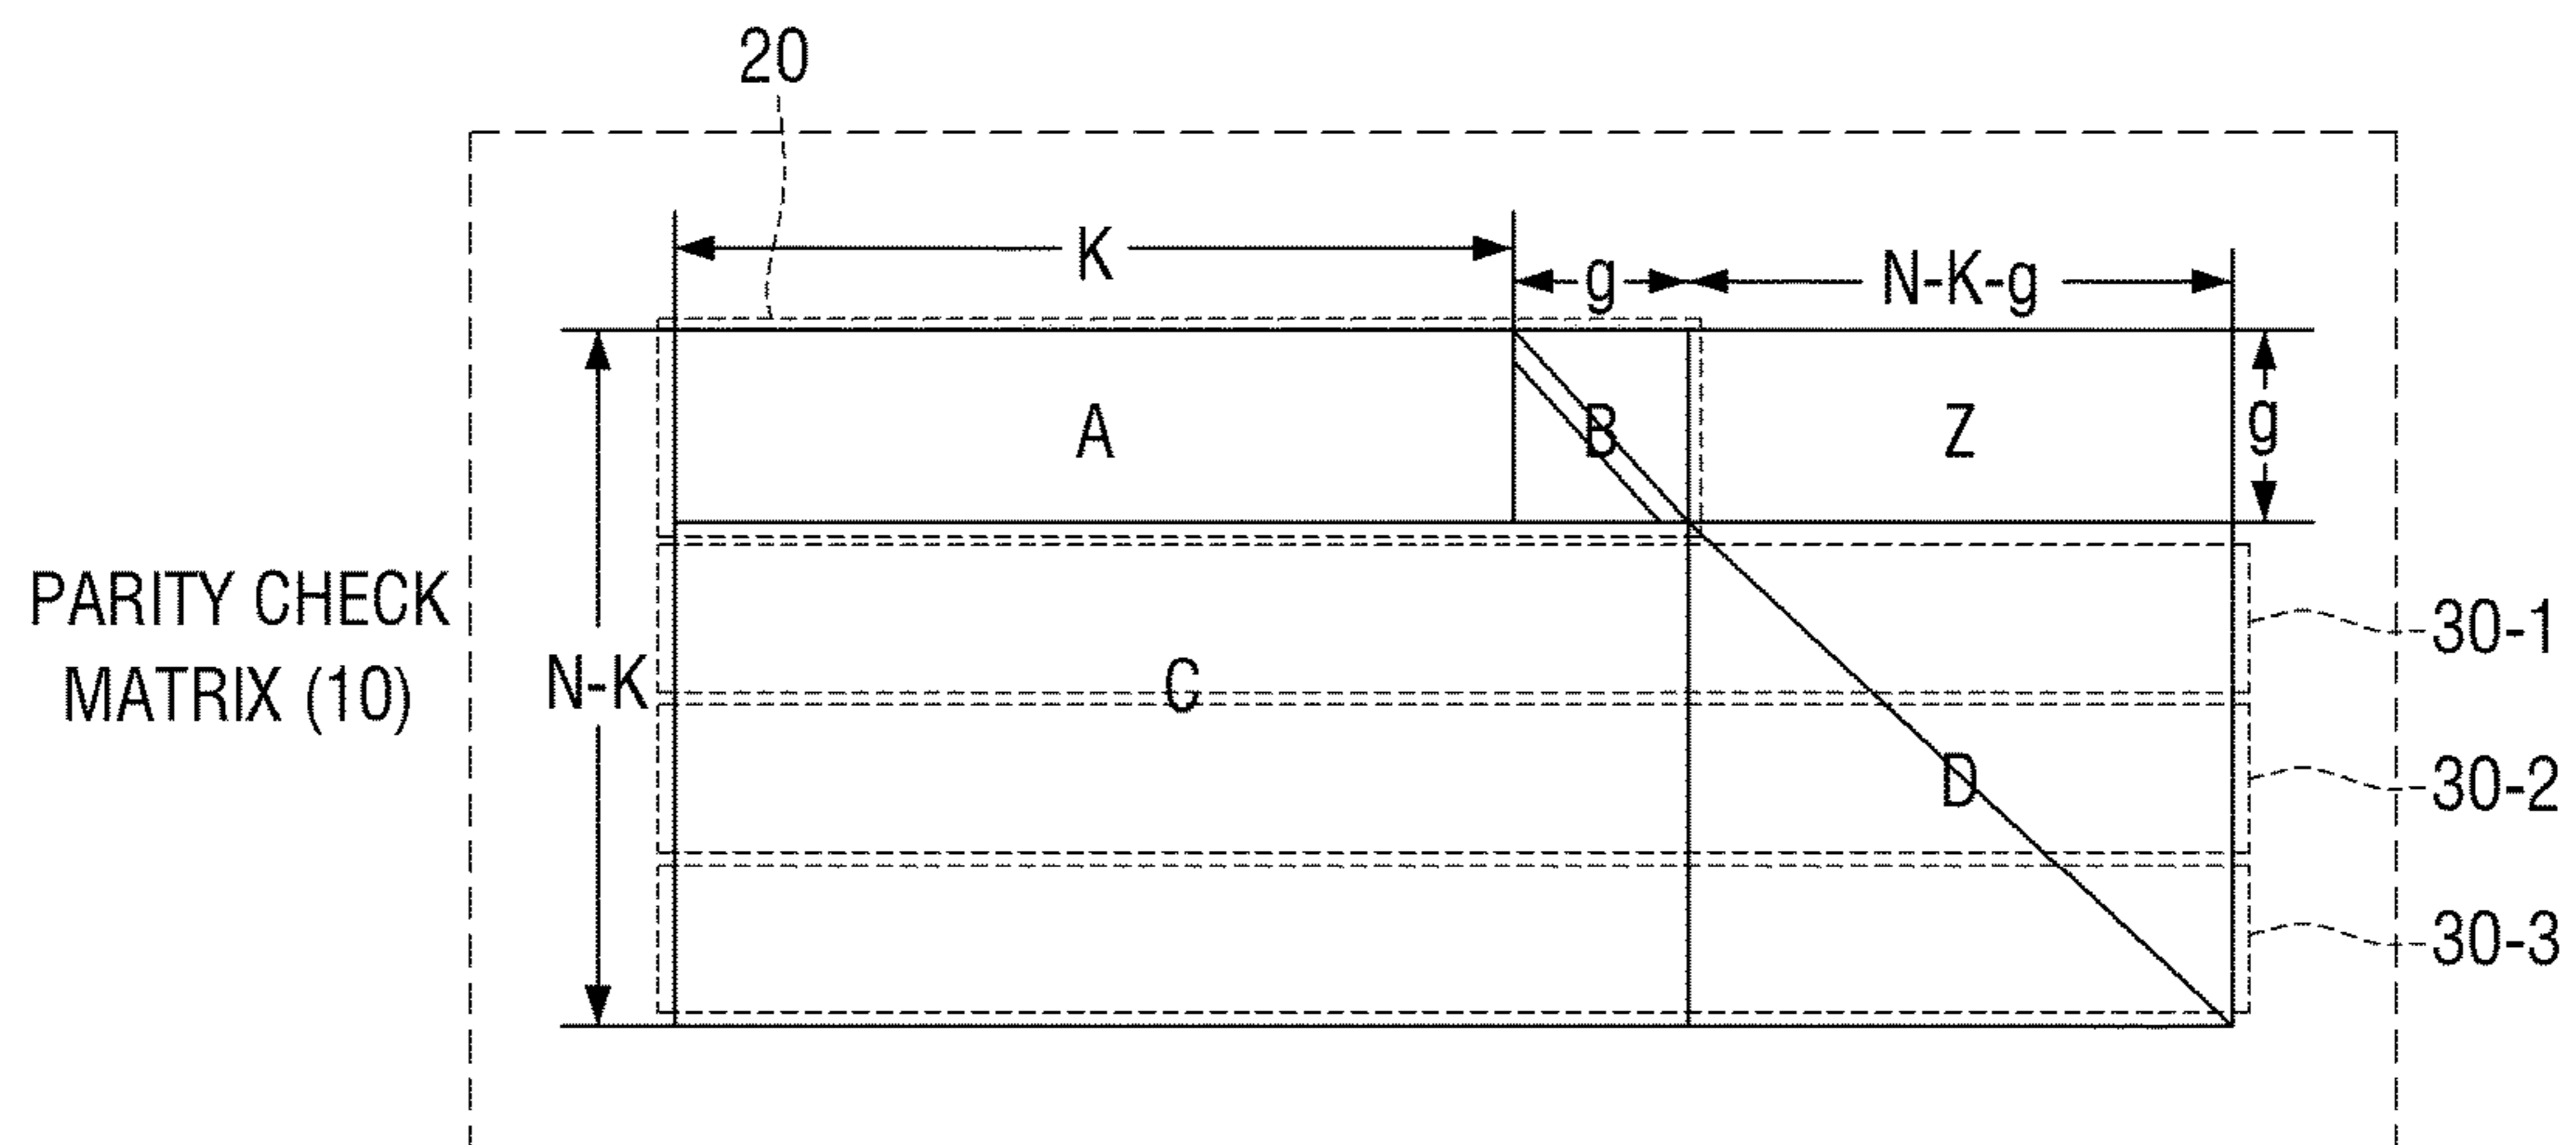 20
K
g
N-K-g
A
B
Z
g
PARITY CHECK
MATRIX (10)
N-K
C
D
30-1
30-2
30-3